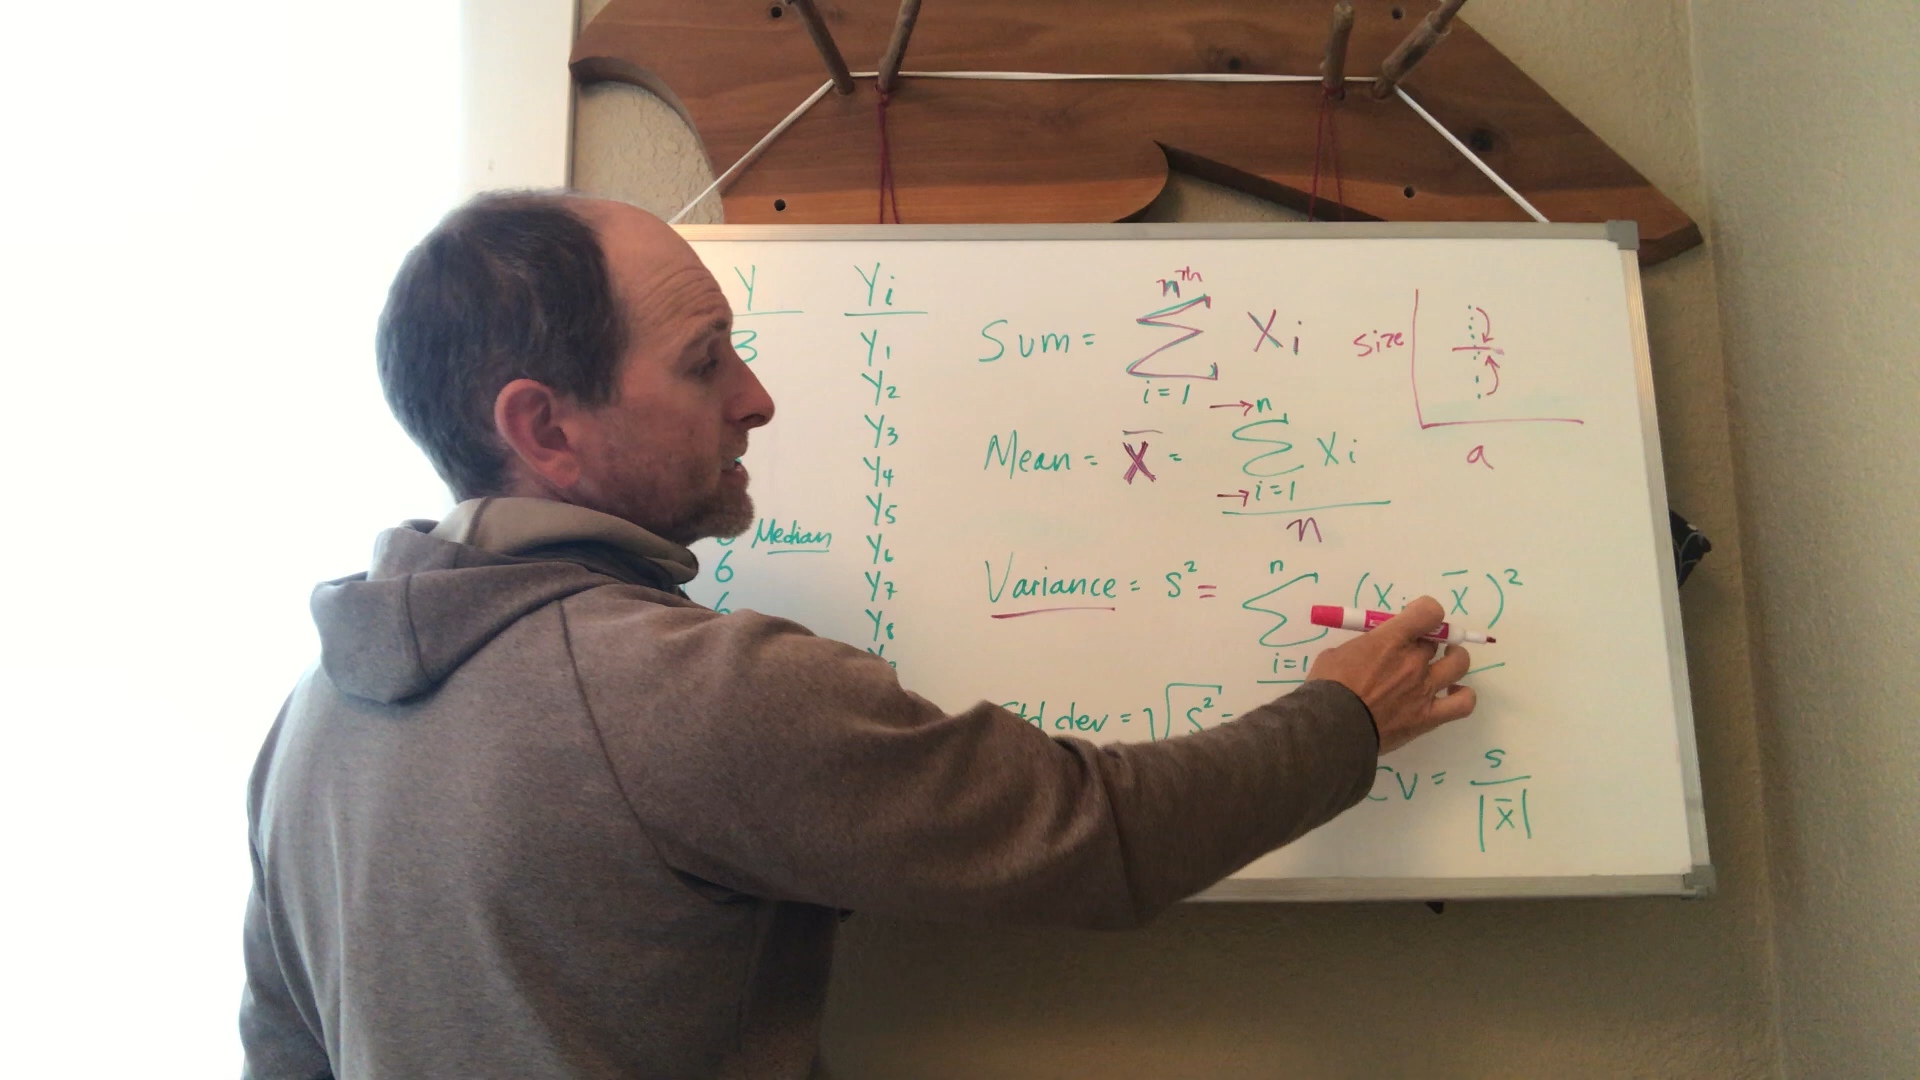 Y
3
Median
6
6
Yi
Y1
Y2
Y3
Y4
Y5
Y6
Y7
Y8
nth
Sum = Σ Xi
i=1
size
a
→ n
Mean = X̄ = Σ Xi
→ i=1
n
n
Variance = s² = Σ (Xi X̄)²
i=1
Std dev = √s² =
CV = s
|x̄|